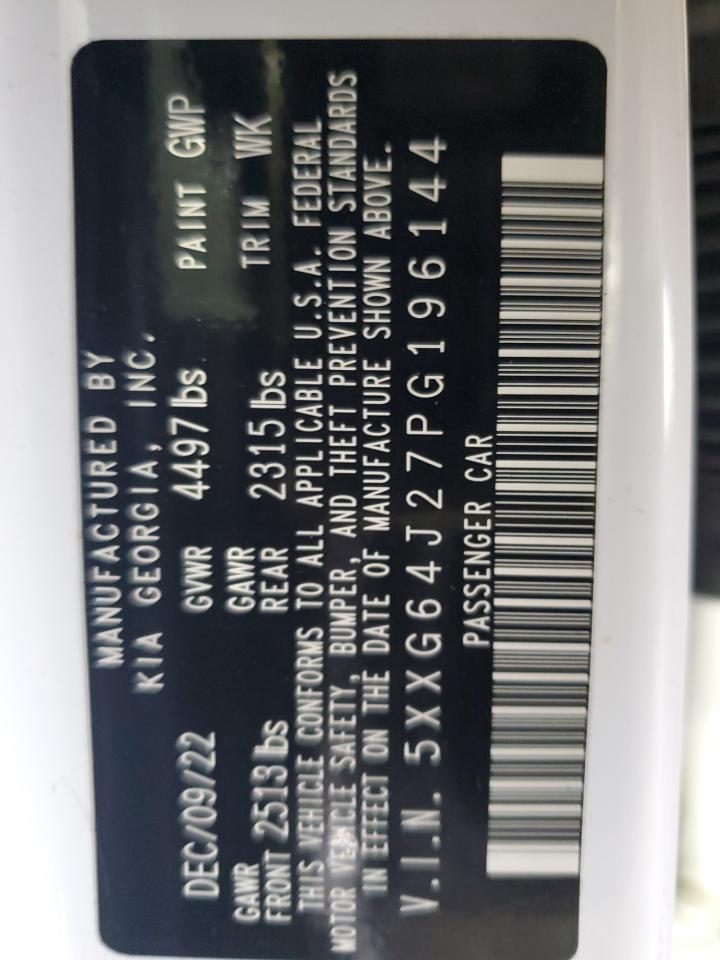 MANUFACTURED BY
KIA GEORGIA, INC.
DEC/09/22 GVWR 4497 lbs PAINT GWP
GAWR FRONT 2513 lbs GAWR REAR 2315 lbs TRIM WK
THIS VEHICLE CONFORMS TO ALL APPLICABLE U.S.A. FEDERAL
MOTOR VEHICLE SAFETY, BUMPER, AND THEFT PREVENTION STANDARDS
IN EFFECT ON THE DATE OF MANUFACTURE SHOWN ABOVE.
V.I.N. 5XXG64J27PG196144
PASSENGER CAR